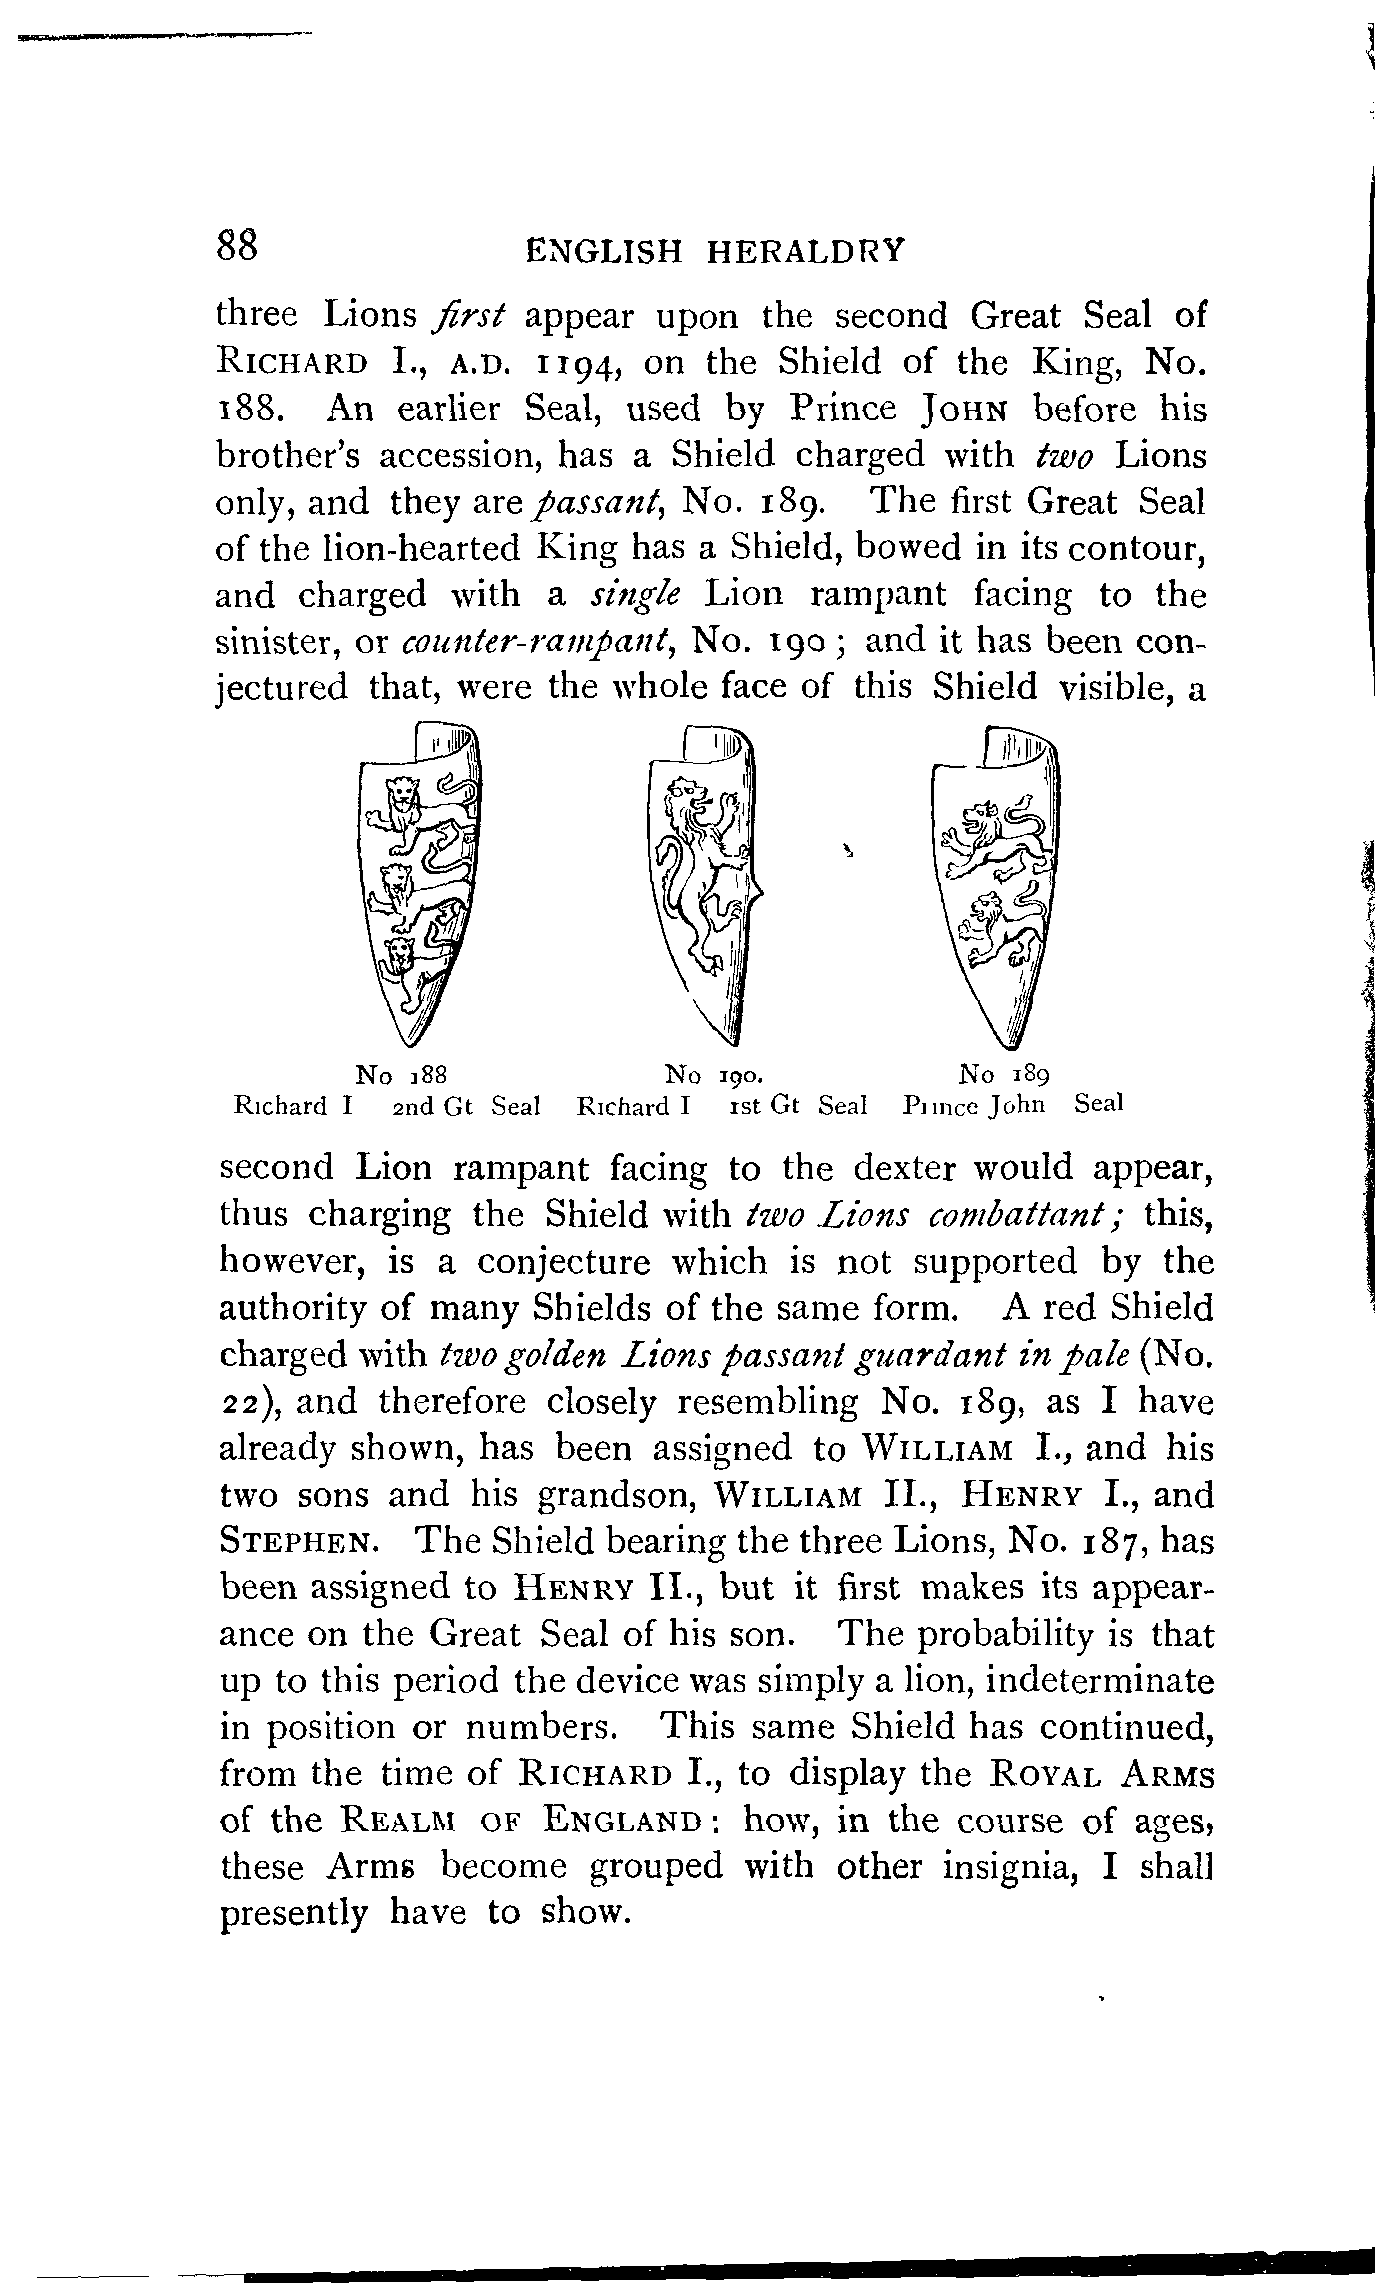 88 ENGLISH HERALDRY
three Lions first appear upon the second Great Seal of
RICHARD I., A.D. 1194, on the Shield of the King, No.
188. An earlier Seal, used by Prince JOHN before his
brother's accession, has a Shield charged with two Lions
only, and they are passant, No. 189. The first Great Seal
of the lion-hearted King has a Shield, bowed in its contour,
and charged with a single Lion rampant facing to the
sinister, or counter-rampant, No. 190; and it has been con-
jectured that, were the whole face of this Shield visible, a
No 188 No 190. No 189
Richard I 2nd Gt Seal Richard I 1st Gt Seal Prince John Seal
second Lion rampant facing to the dexter would appear,
thus charging the Shield with two Lions combattant; this,
however, is a conjecture which is not supported by the
authority of many Shields of the same form. A red Shield
charged with two golden Lions passant guardant in pale (No.
22), and therefore closely resembling No. 189, as I have
already shown, has been assigned to WILLIAM I., and his
two sons and his grandson, WILLIAM II., HENRY I., and
STEPHEN. The Shield bearing the three Lions, No. 187, has
been assigned to HENRY II., but it first makes its appear-
ance on the Great Seal of his son. The probability is that
up to this period the device was simply a lion, indeterminate
in position or numbers. This same Shield has continued,
from the time of RICHARD I., to display the ROYAL ARMS
of the REALM OF ENGLAND: how, in the course of ages,
these Arms become grouped with other insignia, I shall
presently have to show.